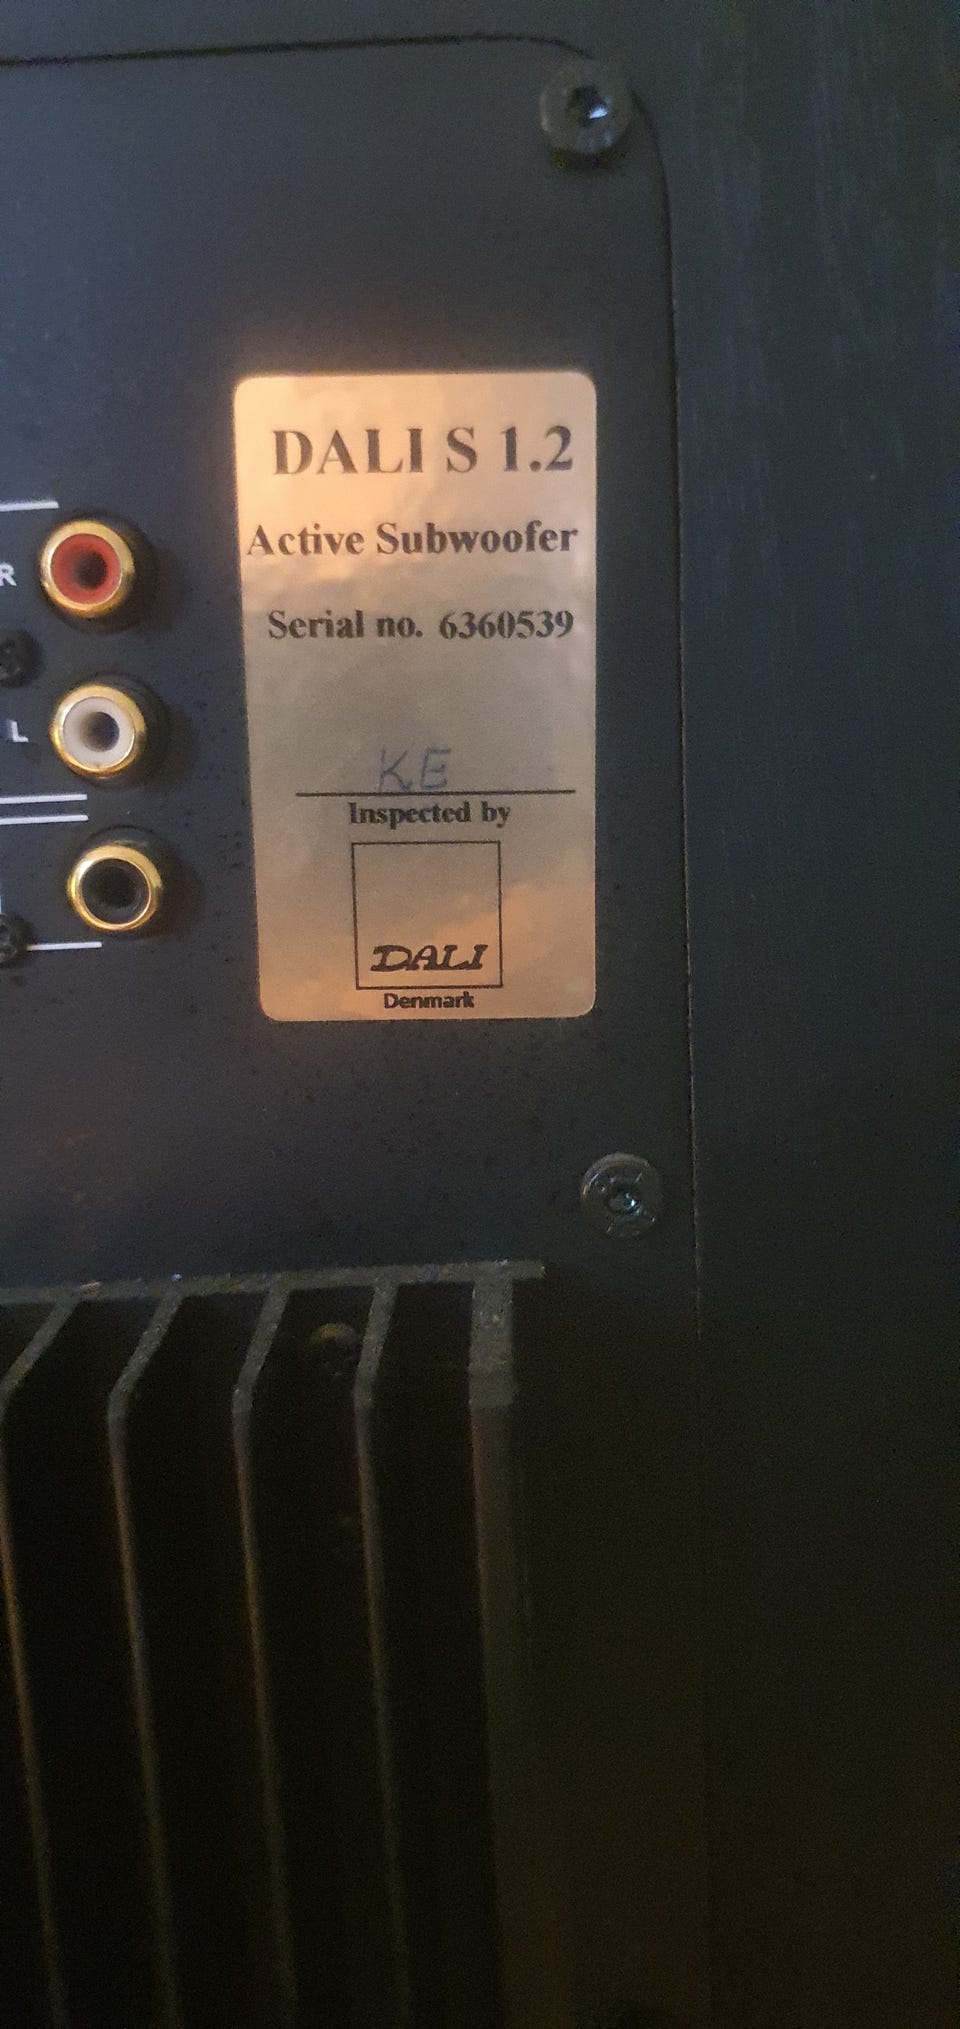 DALI S 1.2
Active Subwoofer
Serial no. 6360539
KE
Inspected by
DALI
Denmark
R
L